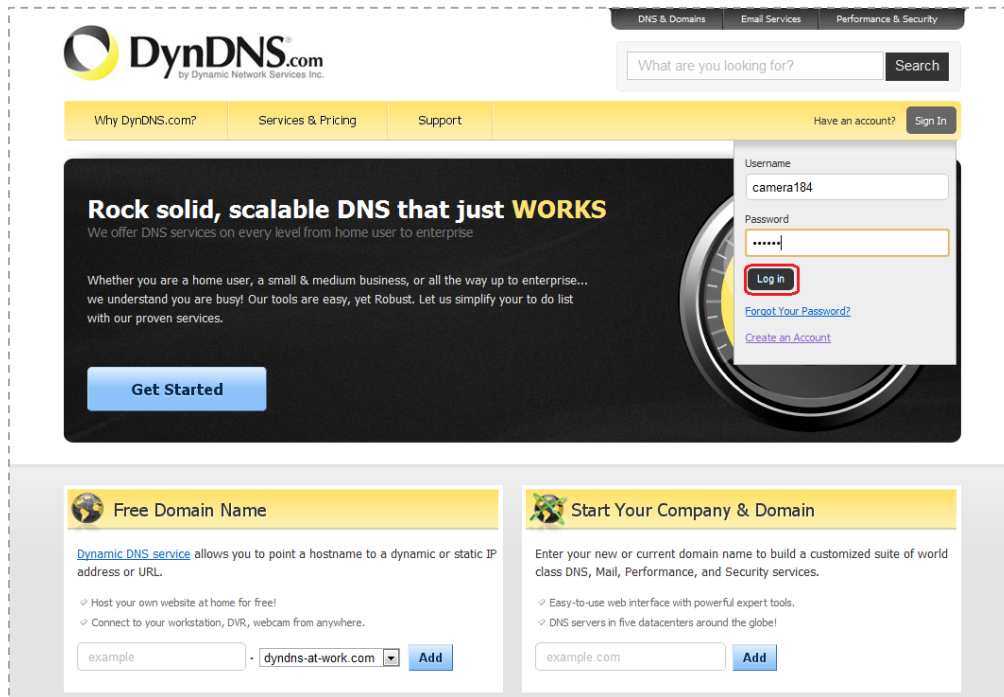 DNS & Domains Email Services Performance & Security
DynDNS.com
by Dynamic Network Services Inc.
What are you looking for? Search
Why DynDNS.com? Services & Pricing Support Have an account? Sign In
Username
camera184
Password
••••••
Log in
Forgot Your Password?
Create an Account
Rock solid, scalable DNS that just WORKS
We offer DNS services on every level from home user to enterprise
Whether you are a home user, a small & medium business, or all the way up to enterprise...
we understand you are busy! Our tools are easy, yet Robust. Let us simplify your to do list
with our proven services.
Get Started
Free Domain Name
Dynamic DNS service allows you to point a hostname to a dynamic or static IP
address or URL.
Host your own website at home for free!
Connect to your workstation, DVR, webcam from anywhere.
example . dyndns-at-work.com Add
Start Your Company & Domain
Enter your new or current domain name to build a customized suite of world
class DNS, Mail, Performance, and Security services.
Easy-to-use web interface with powerful expert tools.
DNS servers in five datacenters around the globe!
example.com Add